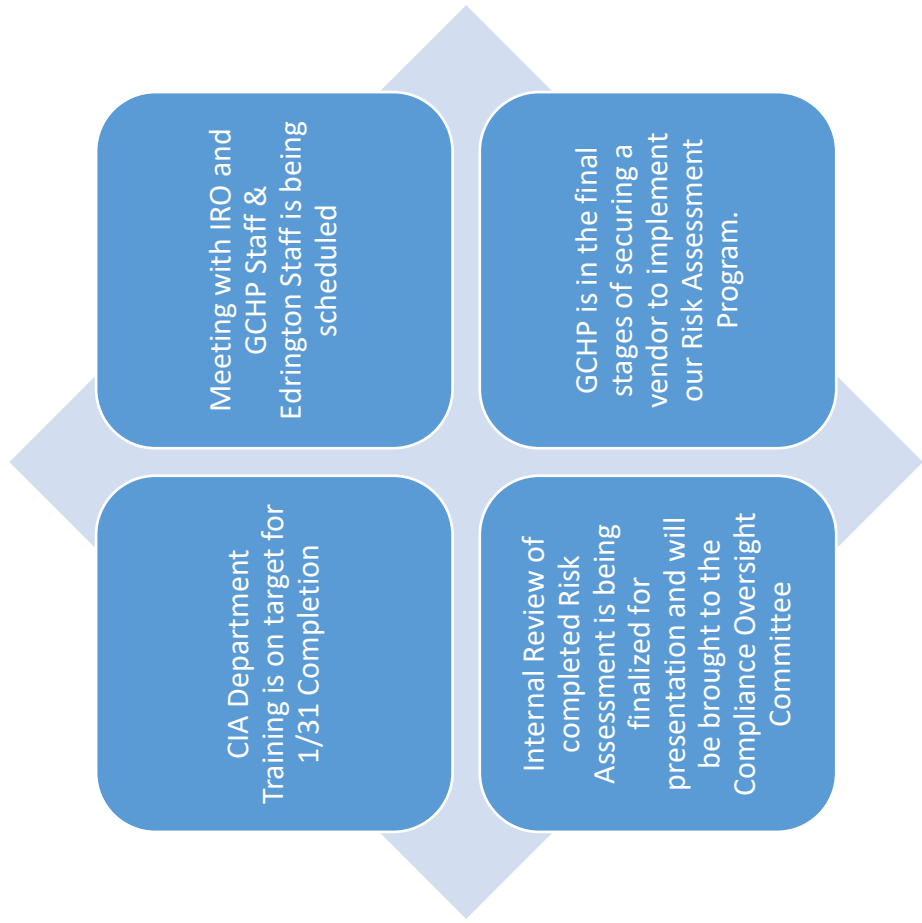 CIA Department
Training is on target for
1/31 Completion
Meeting with IRO and
GCHP Staff &
Edrington Staff is being
scheduled
Internal Review of
completed Risk
Assessment is being
finalized for
presentation and will
be brought to the
Compliance Oversight
Committee
GCHP is in the final
stages of securing a
vendor to implement
our Risk Assessment
Program.